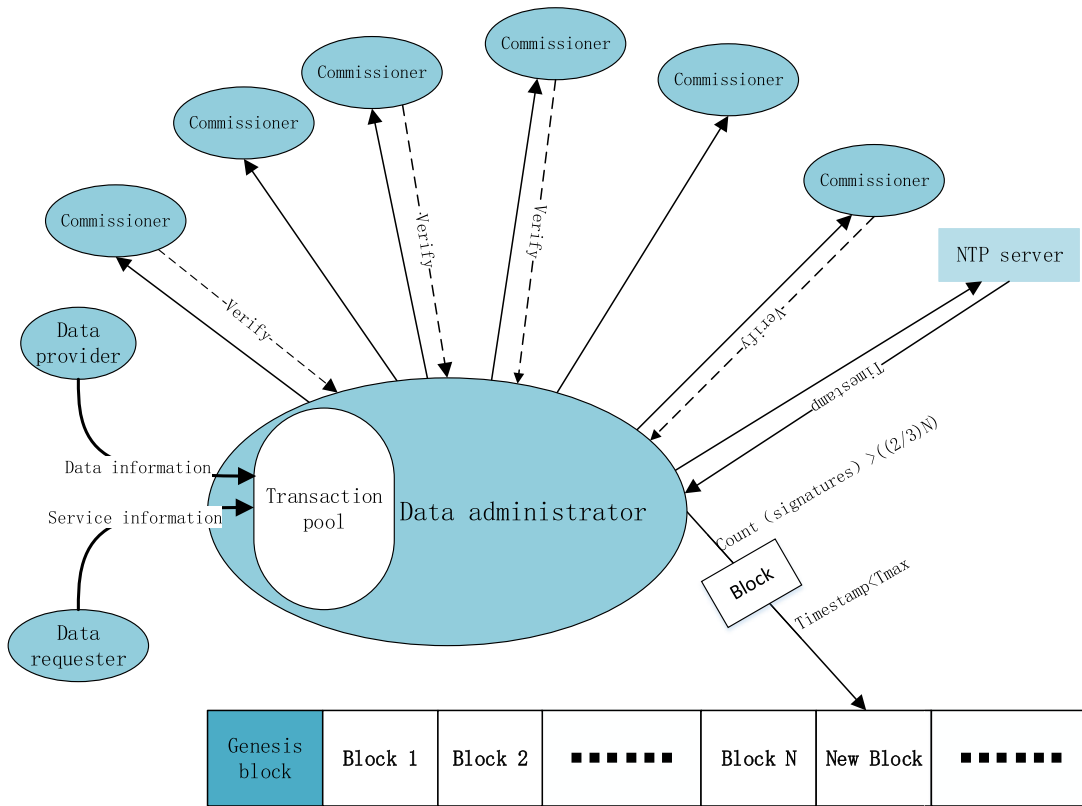 Commissioner
Commissioner
Commissioner
Commissioner
Commissioner
Commissioner
Verify
Verify
Verify
Verify
NTP server
Timestamp
Data
provider
Data information
Service information
Transaction
pool
Data administrator
Count (signatures) >((2/3)N)
Block
Timestamp<Tmax
Data
requester
Genesis
block
Block 1
Block 2
Block N
New Block